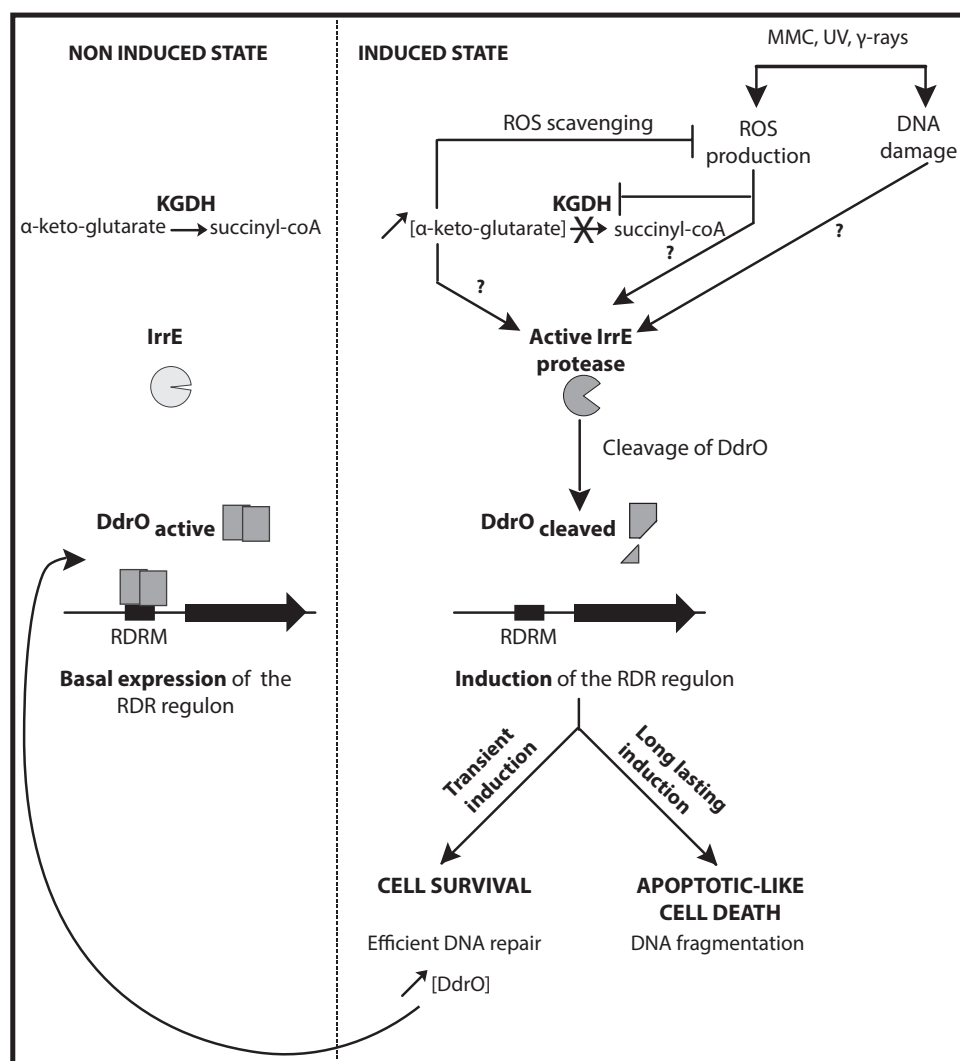 NON INDUCED STATE
KGDH
α-keto-glutarate succinyl-coA
IrrE
DdrO active
RDRM
Basal expression of the
RDR regulon
INDUCED STATE
MMC, UV, γ-rays
ROS scavenging
ROS
production
DNA
damage
KGDH
[α-keto-glutarate] succinyl-coA
?
?
?
Active IrrE
protease
Cleavage of DdrO
DdrO cleaved
RDRM
Induction of the RDR regulon
Transient
induction
Long lasting
induction
CELL SURVIVAL
Efficient DNA repair
[DdrO]
APOPTOTIC-LIKE
CELL DEATH
DNA fragmentation